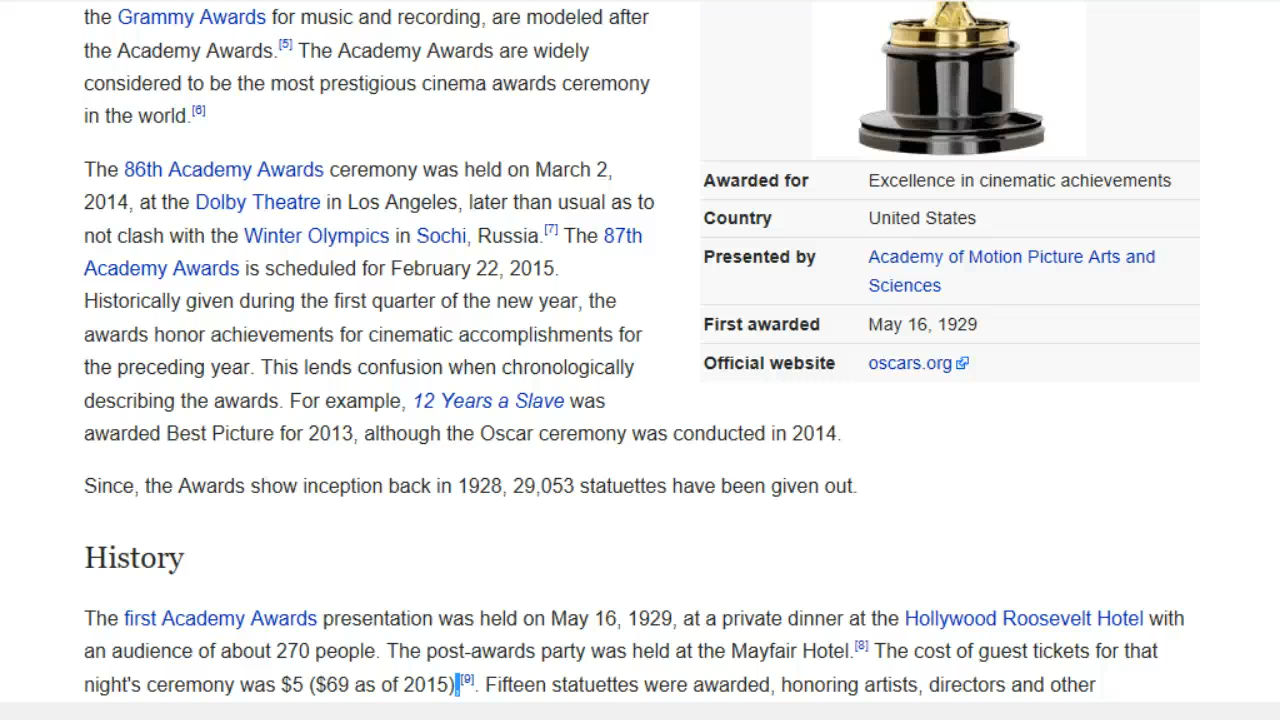 the Grammy Awards for music and recording, are modeled after
the Academy Awards.[5] The Academy Awards are widely
considered to be the most prestigious cinema awards ceremony
in the world.[6]
The 86th Academy Awards ceremony was held on March 2,
2014, at the Dolby Theatre in Los Angeles, later than usual as to
not clash with the Winter Olympics in Sochi, Russia.[7] The 87th
Academy Awards is scheduled for February 22, 2015.
Historically given during the first quarter of the new year, the
awards honor achievements for cinematic accomplishments for
the preceding year. This lends confusion when chronologically
describing the awards. For example, 12 Years a Slave was
awarded Best Picture for 2013, although the Oscar ceremony was conducted in 2014.
Since, the Awards show inception back in 1928, 29,053 statuettes have been given out.
Awarded for Excellence in cinematic achievements
Country United States
Presented by Academy of Motion Picture Arts and
Sciences
First awarded May 16, 1929
Official website oscars.org
History
The first Academy Awards presentation was held on May 16, 1929, at a private dinner at the Hollywood Roosevelt Hotel with
an audience of about 270 people. The post-awards party was held at the Mayfair Hotel.[8] The cost of guest tickets for that
night's ceremony was $5 ($69 as of 2015).[9]. Fifteen statuettes were awarded, honoring artists, directors and other